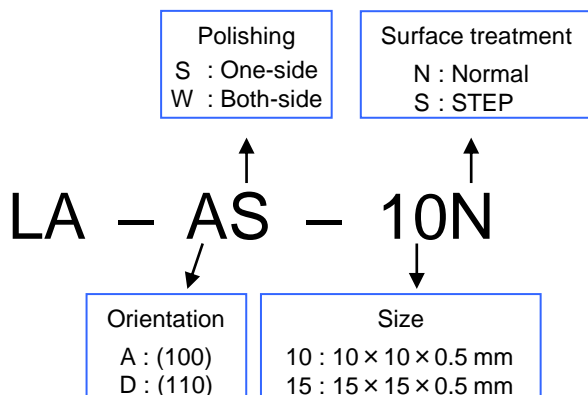 Polishing
S : One-side
W : Both-side
Surface treatment
N : Normal
S : STEP
LA – AS – 10N
Orientation
A : (100)
D : (110)
Size
10 : 10×10×0.5 mm
15 : 15×15×0.5 mm